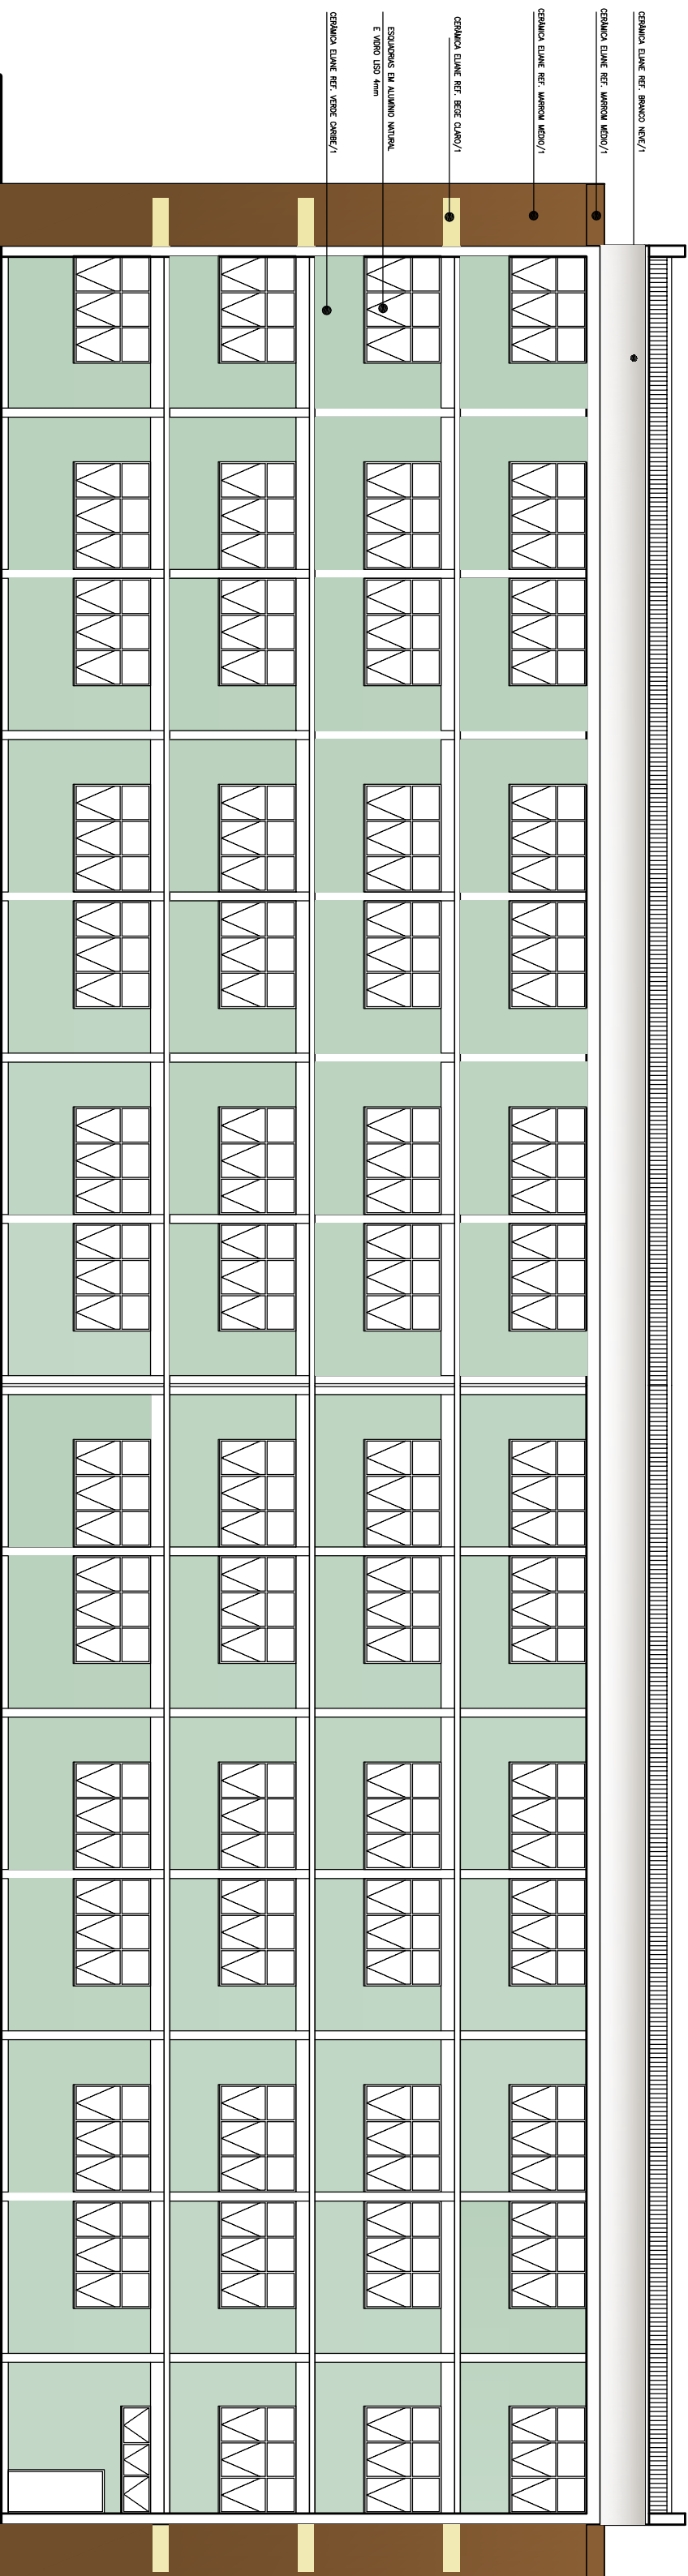 CERÂMICA ELIANE REF. BRANCO NEVE/1
CERÂMICA ELIANE REF. MARROM MÉDIO/1
CERÂMICA ELIANE REF. MARROM MÉDIO/1
CERÂMICA ELIANE REF. BEGE CLARO/1
ESQUADRIAS EM ALUMÍNIO NATURAL
E VIDRO LISO 4mm
CERÂMICA ELIANE REF. VERDE CARIBE/1